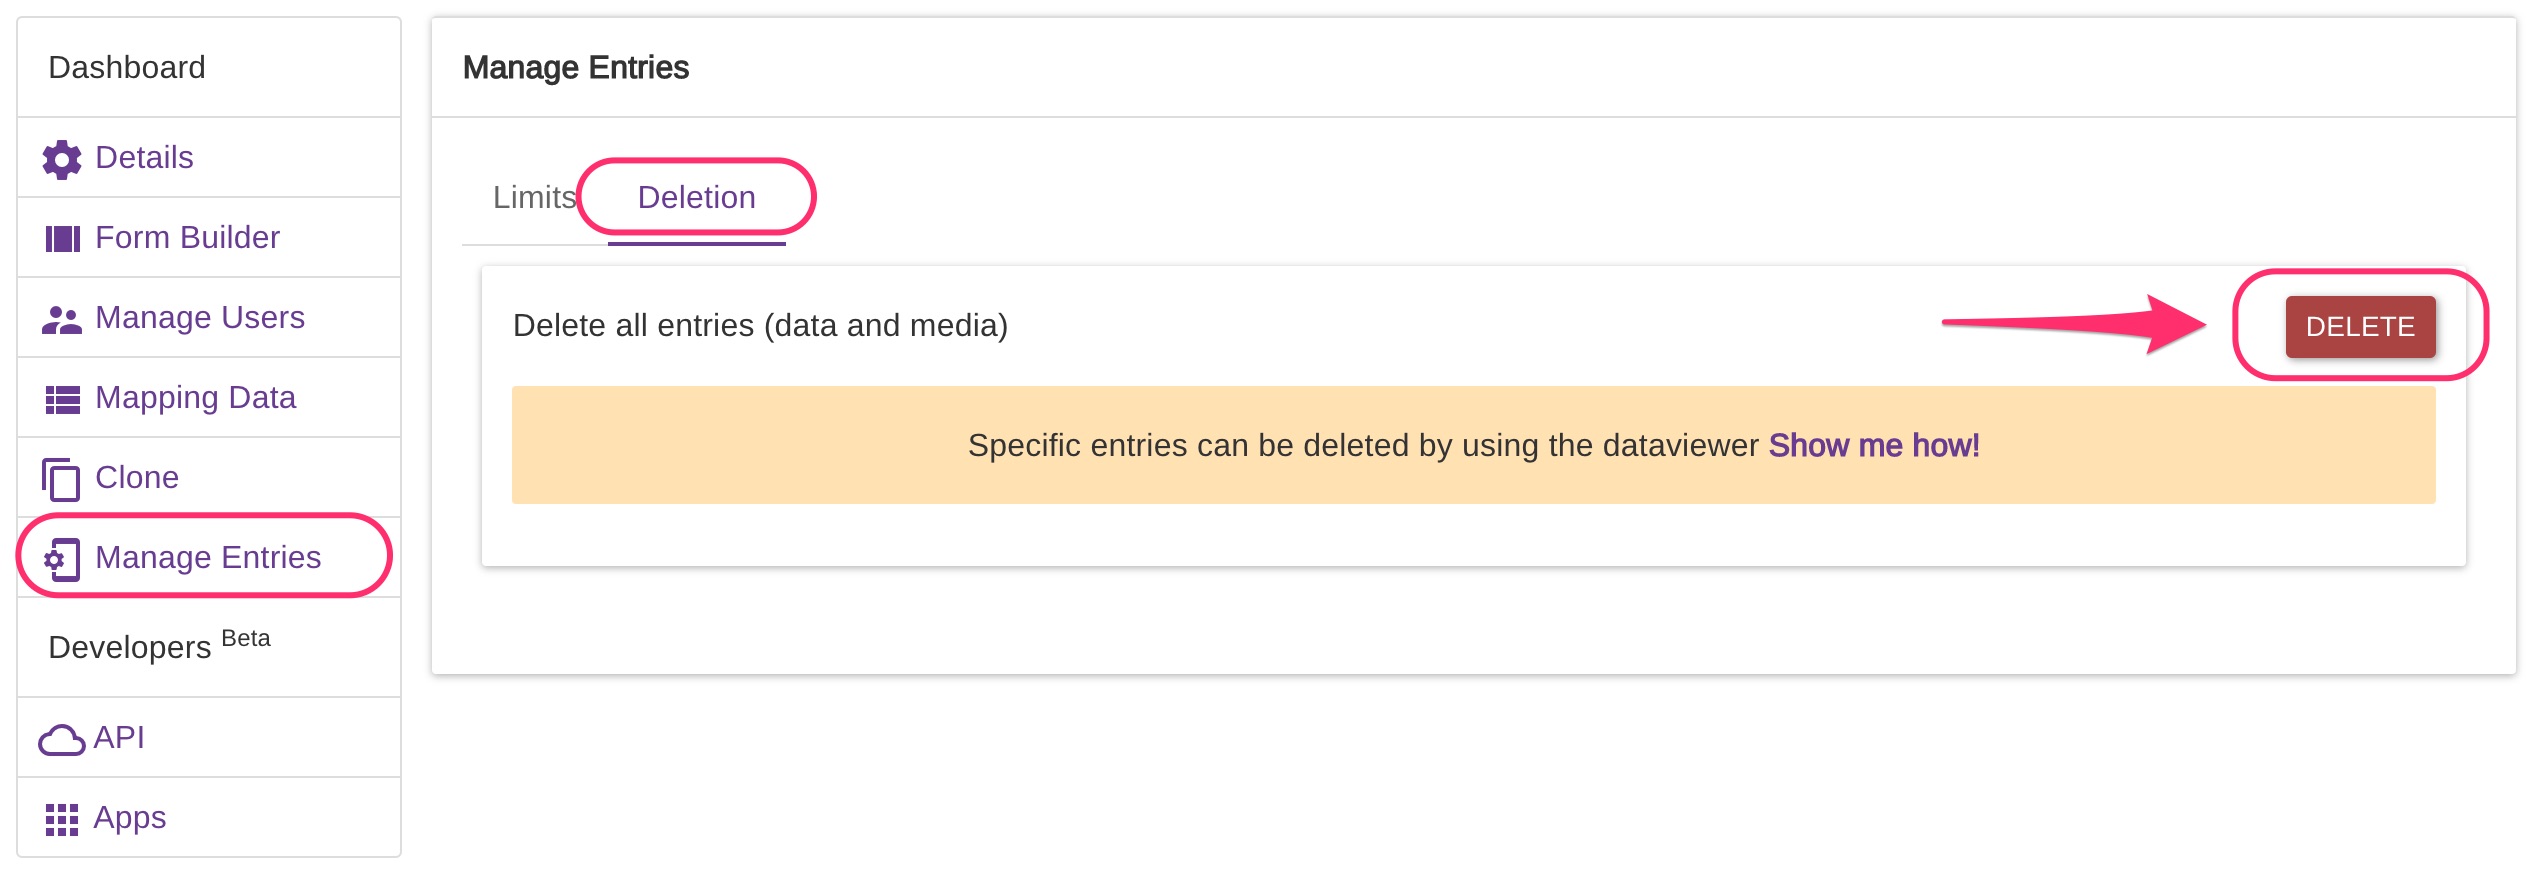 Dashboard
Details
Form Builder
Manage Users
Mapping Data
Clone
Manage Entries
Developers Beta
API
Apps
Manage Entries
Limits
Deletion
Delete all entries (data and media)
DELETE
Specific entries can be deleted by using the dataviewer Show me how!